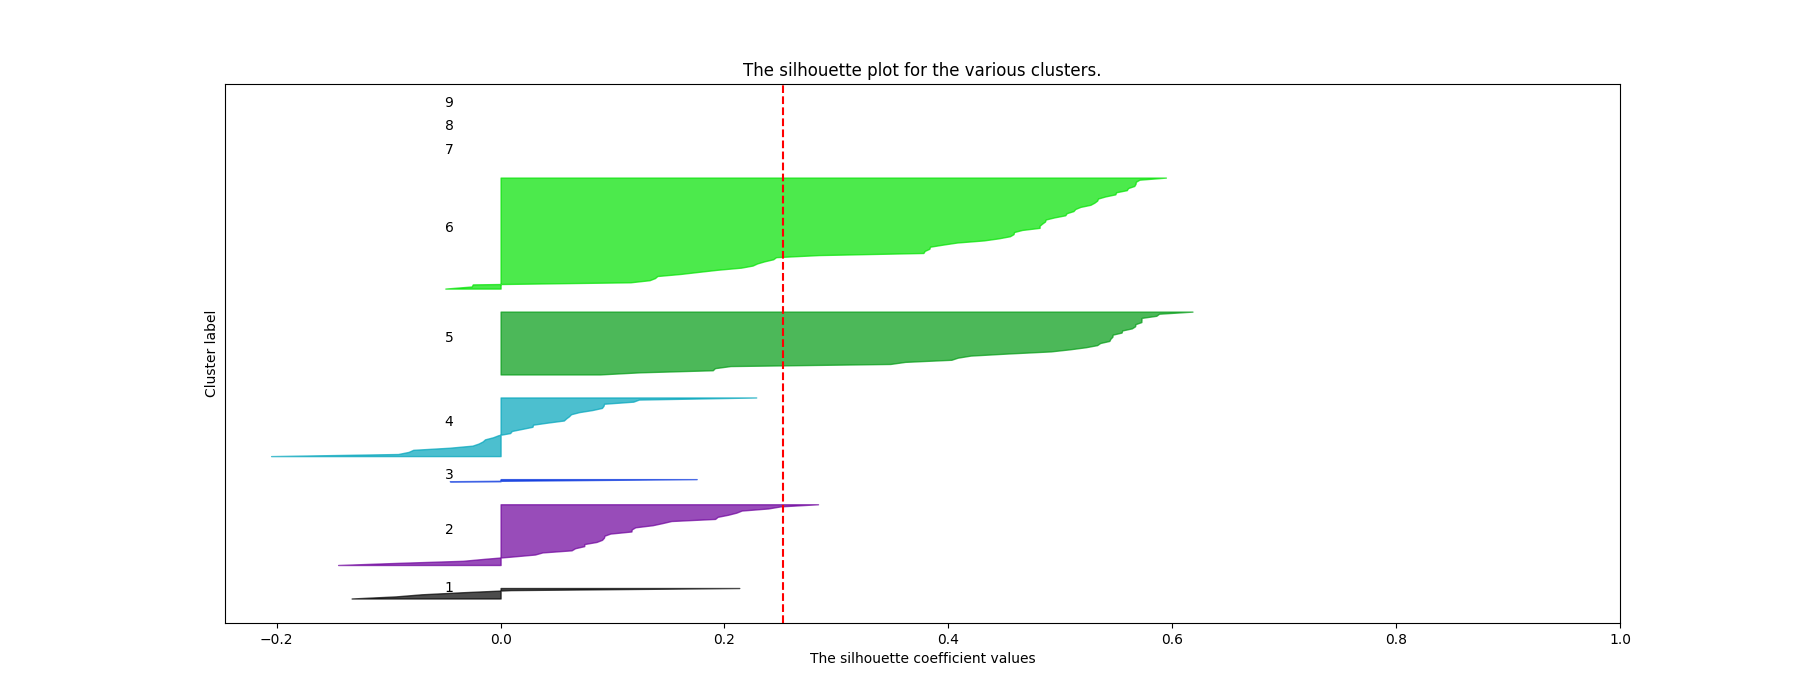 The silhouette plot for the various clusters.
9
8
7
6
5
4
3
2
1
Cluster label
−0.2 0.0 0.2 0.4 0.6 0.8 1.0
The silhouette coefficient values